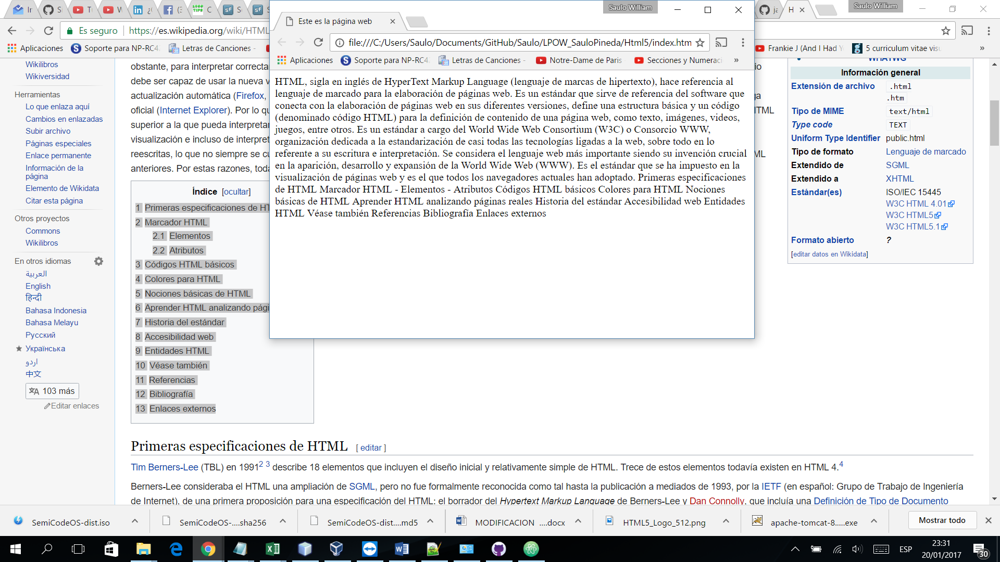 Saulo William
Este es la página web
Saulo William
Es seguro
https://es.wikipedia.org/wiki/HTML
file:///C:/Users/Saulo/Documents/GitHub/Saulo/LPOW_SauloPineda/Html5/index.htm
Aplicaciones
Soporte para NP-RC4
Letras de Canciones -
Aplicaciones
Soporte para NP-RC4
Letras de Canciones -
Notre-Dame de Paris
Secciones y Numeraci
»
Frankie J (And I Had Y
5 curriculum vitae visu
»
Wikilibros
Wikiversidad
Herramientas
Lo que enlaza aquí
Cambios en enlazadas
Subir archivo
Páginas especiales
Enlace permanente
Información de la
página
Elemento de Wikidata
Citar esta página
Otros proyectos
Commons
Wikilibros
En otros idiomas
العربية
English
हिन्दी
Bahasa Indonesia
Bahasa Melayu
Русский
Українська
اردو
中文
103 más
Editar enlaces
obstante, para interpretar correcta
debe ser capaz de usar la nueva v
actualización automática (Firefox,
oficial (Internet Explorer). Por lo qu
superior a la que pueda interpretar
visualización e incluso de interpret
reescritas, lo que no siempre se cu
anteriores. Por estas razones, toda
Índice [ocultar]
1 Primeras especificaciones de HT
2 Marcador HTML
2.1 Elementos
2.2 Atributos
3 Códigos HTML básicos
4 Colores para HTML
5 Nociones básicas de HTML
6 Aprender HTML analizando pági
7 Historia del estándar
8 Accesibilidad web
9 Entidades HTML
10 Véase también
11 Referencias
12 Bibliografía
13 Enlaces externos
HTML, sigla en inglés de HyperText Markup Language (lenguaje de marcas de hipertexto), hace referencia al
lenguaje de marcado para la elaboración de páginas web. Es un estándar que sirve de referencia del software que
conecta con la elaboración de páginas web en sus diferentes versiones, define una estructura básica y un código
(denominado código HTML) para la definición de contenido de una página web, como texto, imágenes, videos,
juegos, entre otros. Es un estándar a cargo del World Wide Web Consortium (W3C) o Consorcio WWW,
organización dedicada a la estandarización de casi todas las tecnologías ligadas a la web, sobre todo en lo
referente a su escritura e interpretación. Se considera el lenguaje web más importante siendo su invención crucial
en la aparición, desarrollo y expansión de la World Wide Web (WWW). Es el estándar que se ha impuesto en la
visualización de páginas web y es el que todos los navegadores actuales han adoptado. Primeras especificaciones
de HTML Marcador HTML - Elementos - Atributos Códigos HTML básicos Colores para HTML Nociones
básicas de HTML Aprender HTML analizando páginas reales Historia del estándar Accesibilidad web Entidades
HTML Véase también Referencias Bibliografía Enlaces externos
WHATWG
Información general
Extensión de archivo .html
.htm
Tipo de MIME text/html
Type code TEXT
Uniform Type Identifier public.html
Tipo de formato Lenguaje de marcado
Extendido de SGML
Extendido a XHTML
Estándar(es) ISO/IEC 15445
W3C HTML 4.01
W3C HTML5
W3C HTML5.1
Formato abierto ?
[editar datos en Wikidata]
Primeras especificaciones de HTML [ editar ]
Tim Berners-Lee (TBL) en 1991 2 3 describe 18 elementos que incluyen el diseño inicial y relativamente simple de HTML. Trece de estos elementos todavía existen en HTML 4. 4
Berners-Lee consideraba el HTML una ampliación de SGML, pero no fue formalmente reconocida como tal hasta la publicación a mediados de 1993, por la IETF (en español: Grupo de Trabajo de Ingeniería
de Internet), de una primera proposición para una especificación del HTML: el borrador del Hypertext Markup Language de Berners-Lee y Dan Connolly, que incluía una Definición de Tipo de Documento
SemiCodeOS-dist.iso
SemiCodeOS-....sha256
SemiCodeOS-dist....md5
MODIFICACION ....docx
HTML5_Logo_512.png
apache-tomcat-8.....exe
Mostrar todo
ESP
23:31
20/01/2017
30